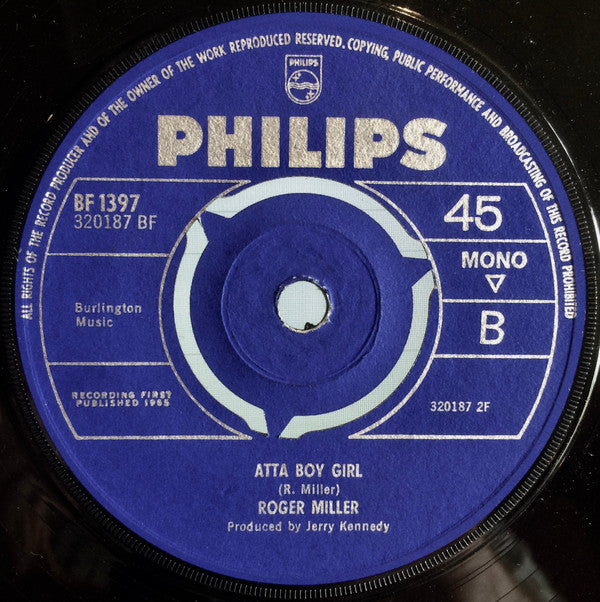 ALL RIGHTS OF THE RECORD PRODUCER AND OF THE OWNER OF THE WORK REPRODUCED RESERVED. COPYING, PUBLIC PERFORMANCE AND BROADCASTING OF THIS RECORD PROHIBITED
PHILIPS
PHILIPS
BF 1397
320187 BF
45
MONO
B
Burlington
Music
RECORDING FIRST
PUBLISHED 1965
320187 2F
ATTA BOY GIRL
(R. Miller)
ROGER MILLER
Produced by Jerry Kennedy